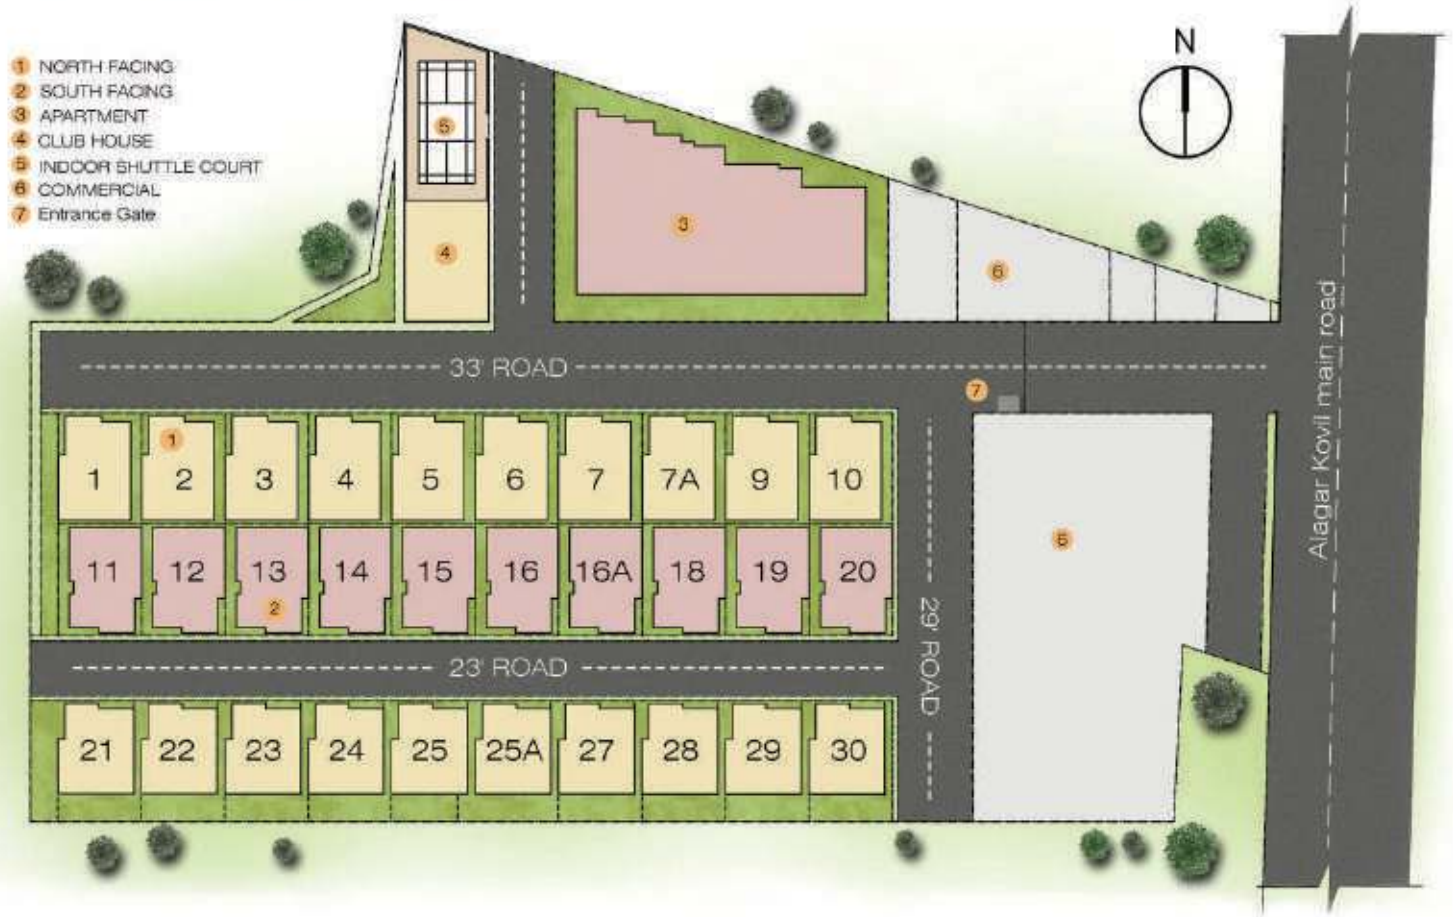 N
1 NORTH FACING
2 SOUTH FACING
3 APARTMENT
4 CLUB HOUSE
5 INDOOR SHUTTLE COURT
6 COMMERCIAL
7 Entrance Gate
5
3
4
6
33' ROAD
7
1
1 2 3 4 5 6 7 7A 9 10
6
11 12 13 14 15 16 16A 18 19 20
2
23' ROAD
29' ROAD
21 22 23 24 25 25A 27 28 29 30
Alagar Kovil main road